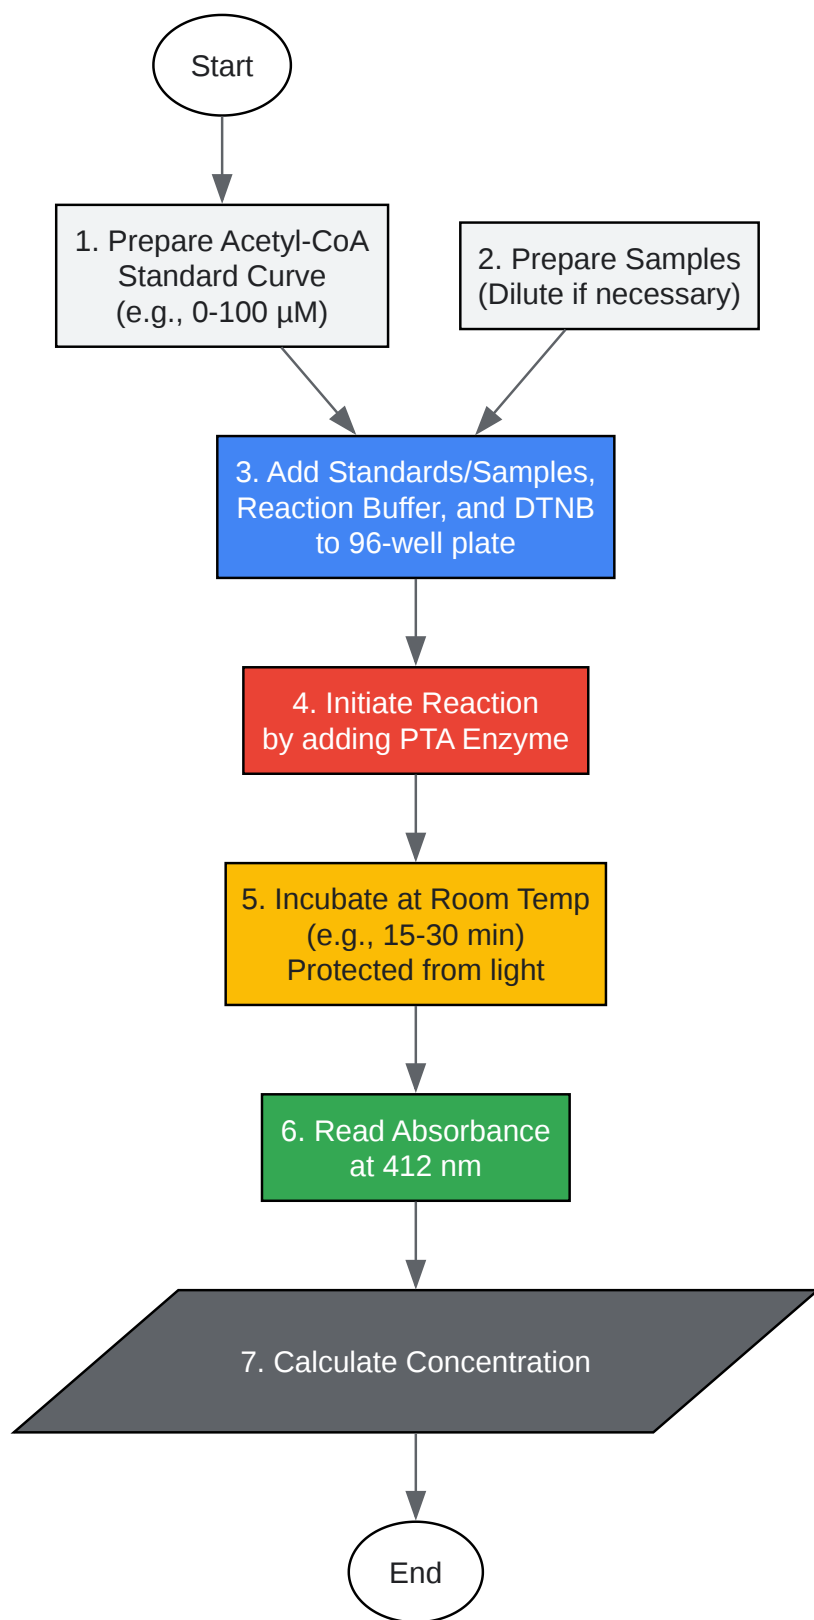 Start
1. Prepare Acetyl-CoA
Standard Curve
(e.g., 0-100 µM)
2. Prepare Samples
(Dilute if necessary)
3. Add Standards/Samples,
Reaction Buffer, and DTNB
to 96-well plate
4. Initiate Reaction
by adding PTA Enzyme
5. Incubate at Room Temp
(e.g., 15-30 min)
Protected from light
6. Read Absorbance
at 412 nm
7. Calculate Concentration
End